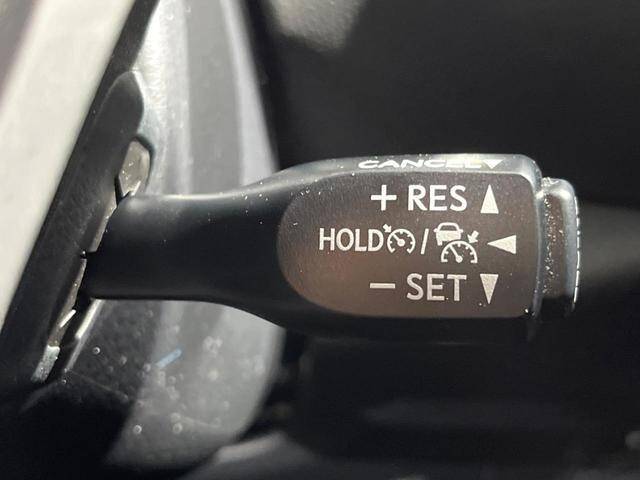 CANCEL▼
+ RES ▲
HOLD / ◀
− SET ▼